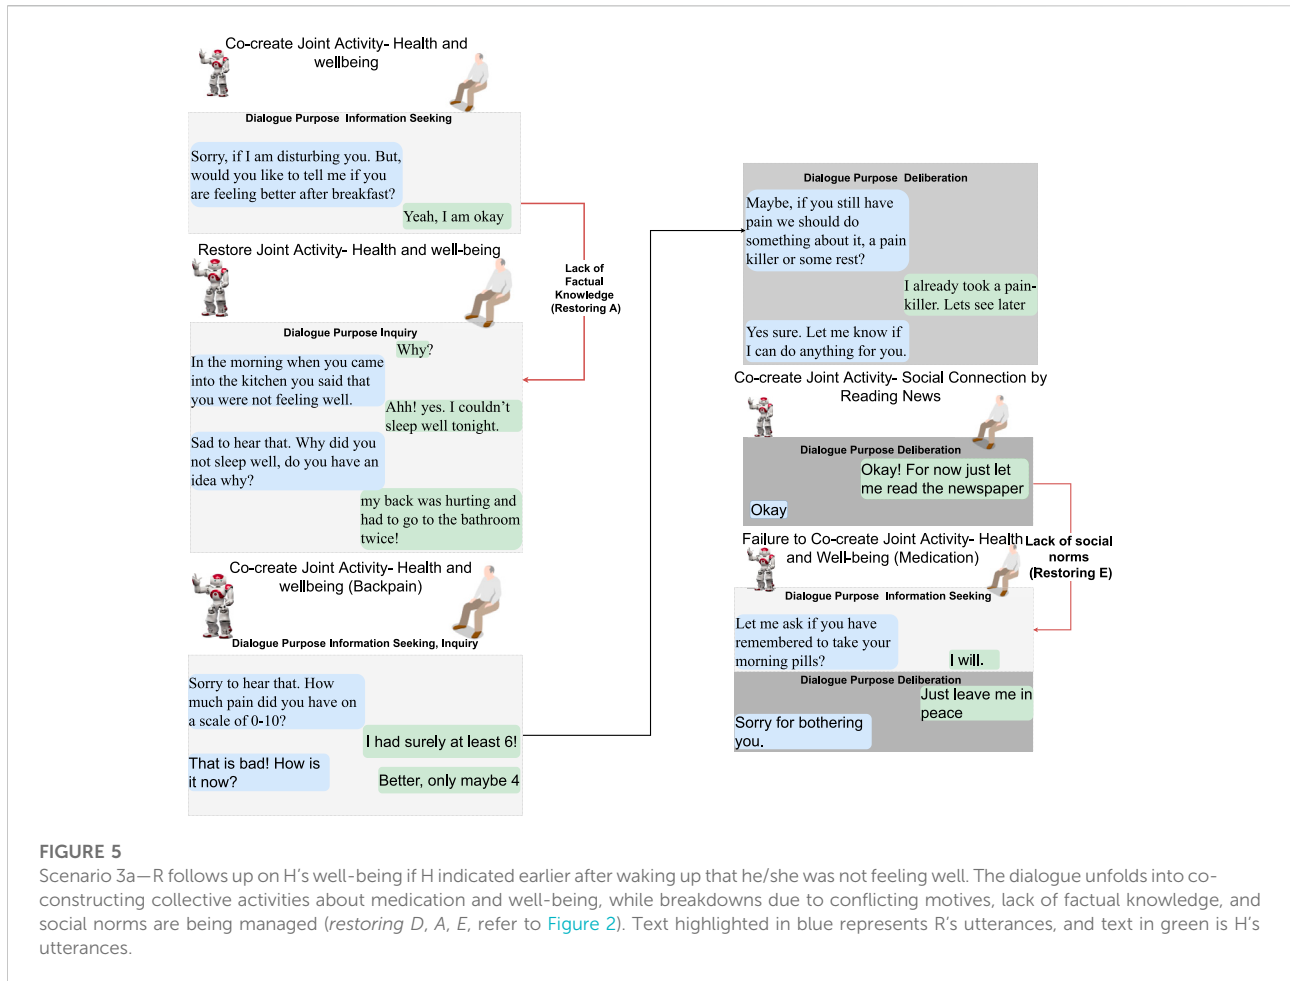 Co-create Joint Activity- Health and
wellbeing
Dialogue Purpose Information Seeking
Sorry, if I am disturbing you. But,
would you like to tell me if you
are feeling better after breakfast?
Yeah, I am okay
Restore Joint Activity- Health and well-being
Lack of
Factual
Knowledge
(Restoring A)
Dialogue Purpose Inquiry
Why?
In the morning when you came
into the kitchen you said that
you were not feeling well.
Ahh! yes. I couldn't
sleep well tonight.
Sad to hear that. Why did you
not sleep well, do you have an
idea why?
my back was hurting and
had to go to the bathroom
twice!
Co-create Joint Activity- Health and
wellbeing (Backpain)
Dialogue Purpose Information Seeking, Inquiry
Sorry to hear that. How
much pain did you have on
a scale of 0-10?
I had surely at least 6!
That is bad! How is
it now?
Better, only maybe 4
Dialogue Purpose Deliberation
Maybe, if you still have
pain we should do
something about it, a pain
killer or some rest?
I already took a pain-
killer. Lets see later
Yes sure. Let me know if
I can do anything for you.
Co-create Joint Activity- Social Connection by
Reading News
Dialogue Purpose Deliberation
Okay! For now just let
me read the newspaper
Okay
Failure to Co-create Joint Activity- Health
and Well-being (Medication)
Lack of social
norms
(Restoring E)
Dialogue Purpose Information Seeking
Let me ask if you have
remembered to take your
morning pills?
I will.
Dialogue Purpose Deliberation
Just leave me in
peace
Sorry for bothering
you.
FIGURE 5
Scenario 3a—R follows up on H's well-being if H indicated earlier after waking up that he/she was not feeling well. The dialogue unfolds into co-
constructing collective activities about medication and well-being, while breakdowns due to conflicting motives, lack of factual knowledge, and
social norms are being managed (restoring D, A, E, refer to Figure 2). Text highlighted in blue represents R's utterances, and text in green is H's
utterances.